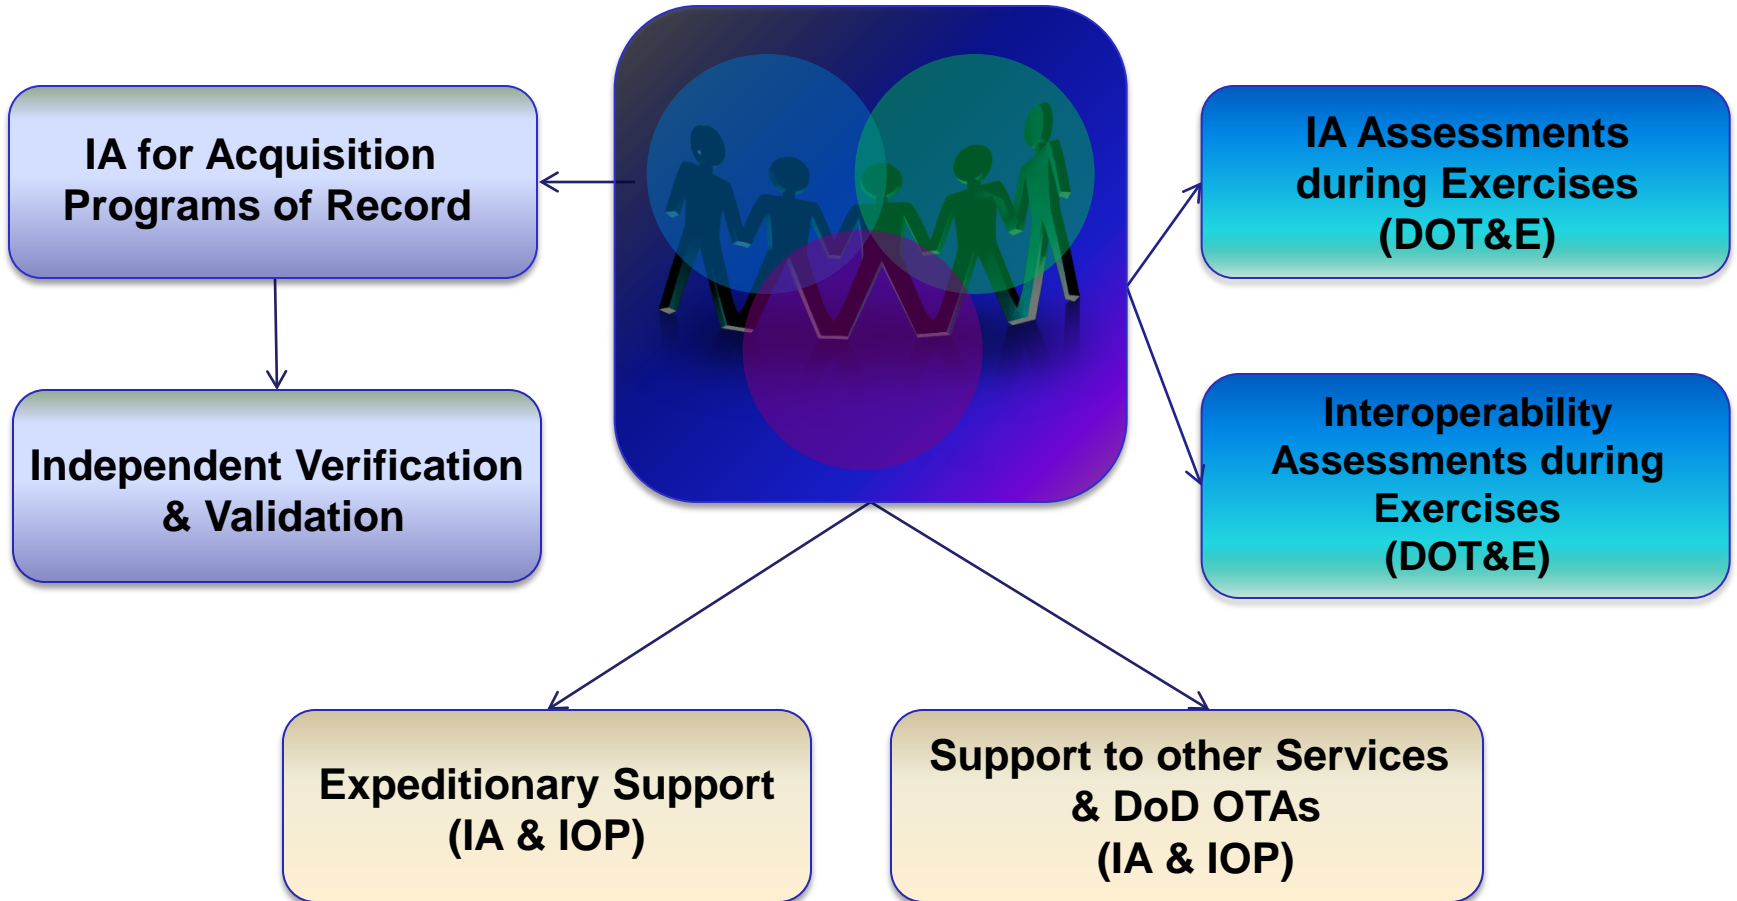 IA for Acquisition
Programs of Record
IA Assessments
during Exercises
(DOT&E)
Independent Verification
& Validation
Interoperability
Assessments during
Exercises
(DOT&E)
Expeditionary Support
(IA & IOP)
Support to other Services
& DoD OTAs
(IA & IOP)